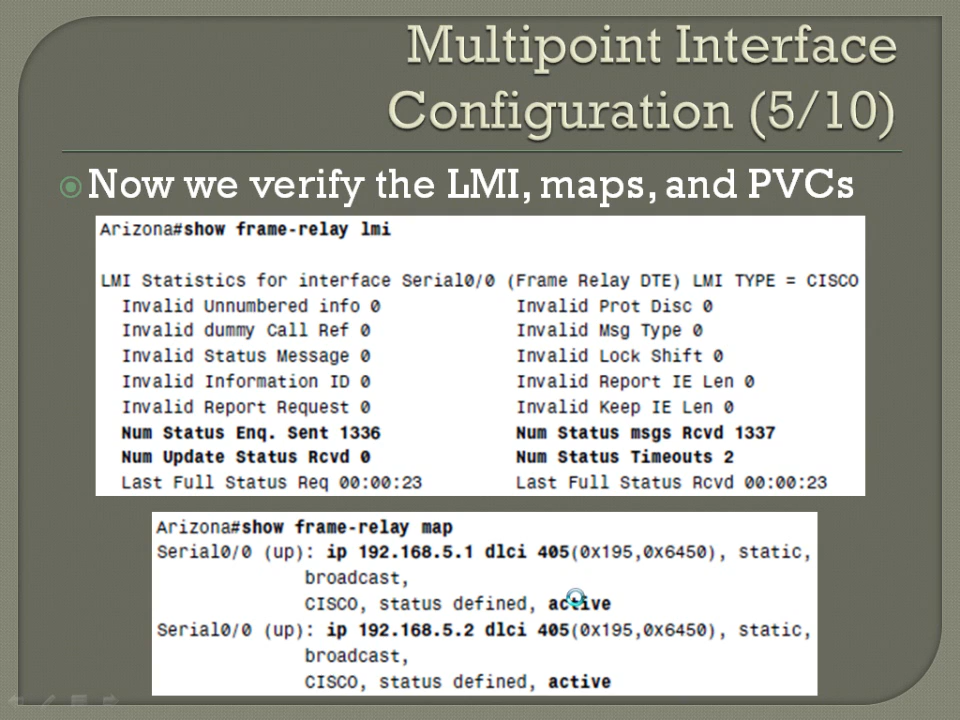 Multipoint Interface
Configuration (5/10)
Now we verify the LMI, maps, and PVCs
Arizona#show frame-relay lmi
LMI Statistics for interface Serial0/0 (Frame Relay DTE) LMI TYPE = CISCO
Invalid Unnumbered info 0 Invalid Prot Disc 0
Invalid dummy Call Ref 0 Invalid Msg Type 0
Invalid Status Message 0 Invalid Lock Shift 0
Invalid Information ID 0 Invalid Report IE Len 0
Invalid Report Request 0 Invalid Keep IE Len 0
Num Status Enq. Sent 1336 Num Status msgs Rcvd 1337
Num Update Status Rcvd 0 Num Status Timeouts 2
Last Full Status Req 00:00:23 Last Full Status Rcvd 00:00:23
Arizona#show frame-relay map
Serial0/0 (up): ip 192.168.5.1 dlci 405(0x195,0x6450), static,
broadcast,
CISCO, status defined, active
Serial0/0 (up): ip 192.168.5.2 dlci 405(0x195,0x6450), static,
broadcast,
CISCO, status defined, active